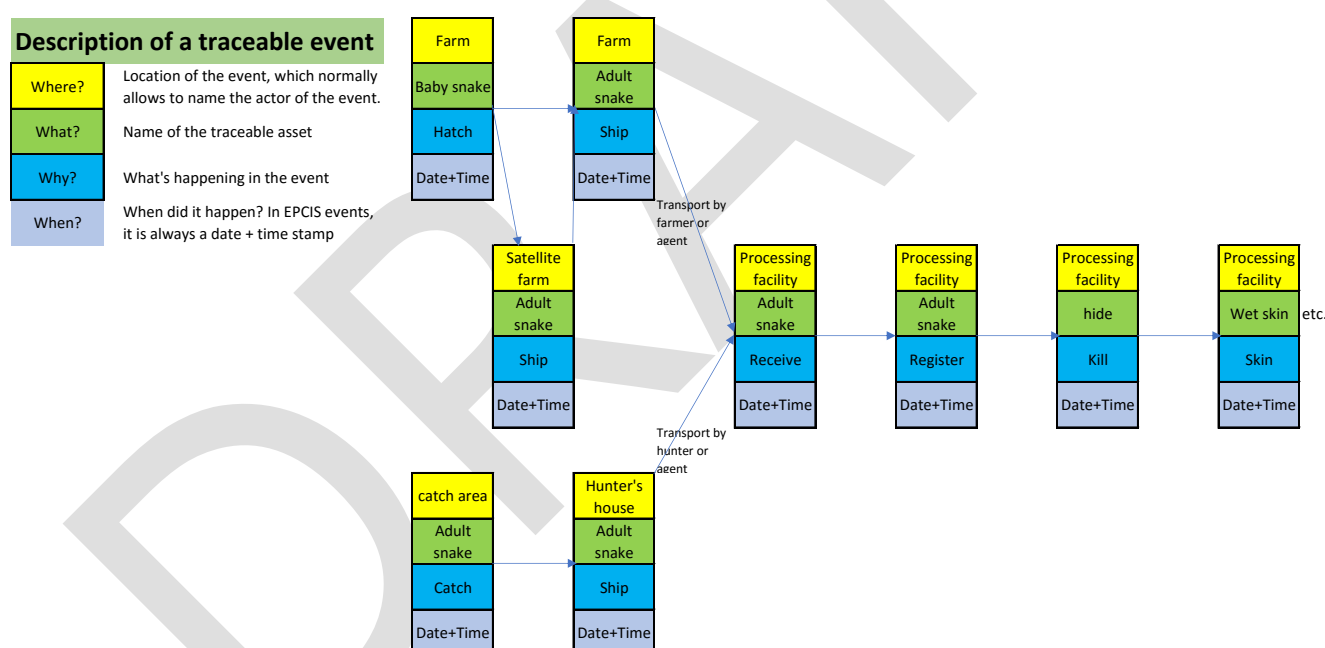 Description of a traceable event
Where?
Location of the event, which normally
allows to name the actor of the event.
What?
Name of the traceable asset
Why?
What's happening in the event
When?
When did it happen? In EPCIS events,
it is always a date + time stamp
Farm
Baby snake
Hatch
Date+Time
Farm
Adult
snake
Ship
Date+Time
Transport by
farmer or
agent
Satellite
farm
Adult
snake
Ship
Date+Time
Processing
facility
Adult
snake
Receive
Date+Time
Processing
facility
Adult
snake
Register
Date+Time
Processing
facility
hide
Kill
Date+Time
Processing
facility
Wet skin
etc.
Skin
Date+Time
Transport by
hunter or
agent
catch area
Adult
snake
Catch
Date+Time
Hunter's
house
Adult
snake
Ship
Date+Time
DRA